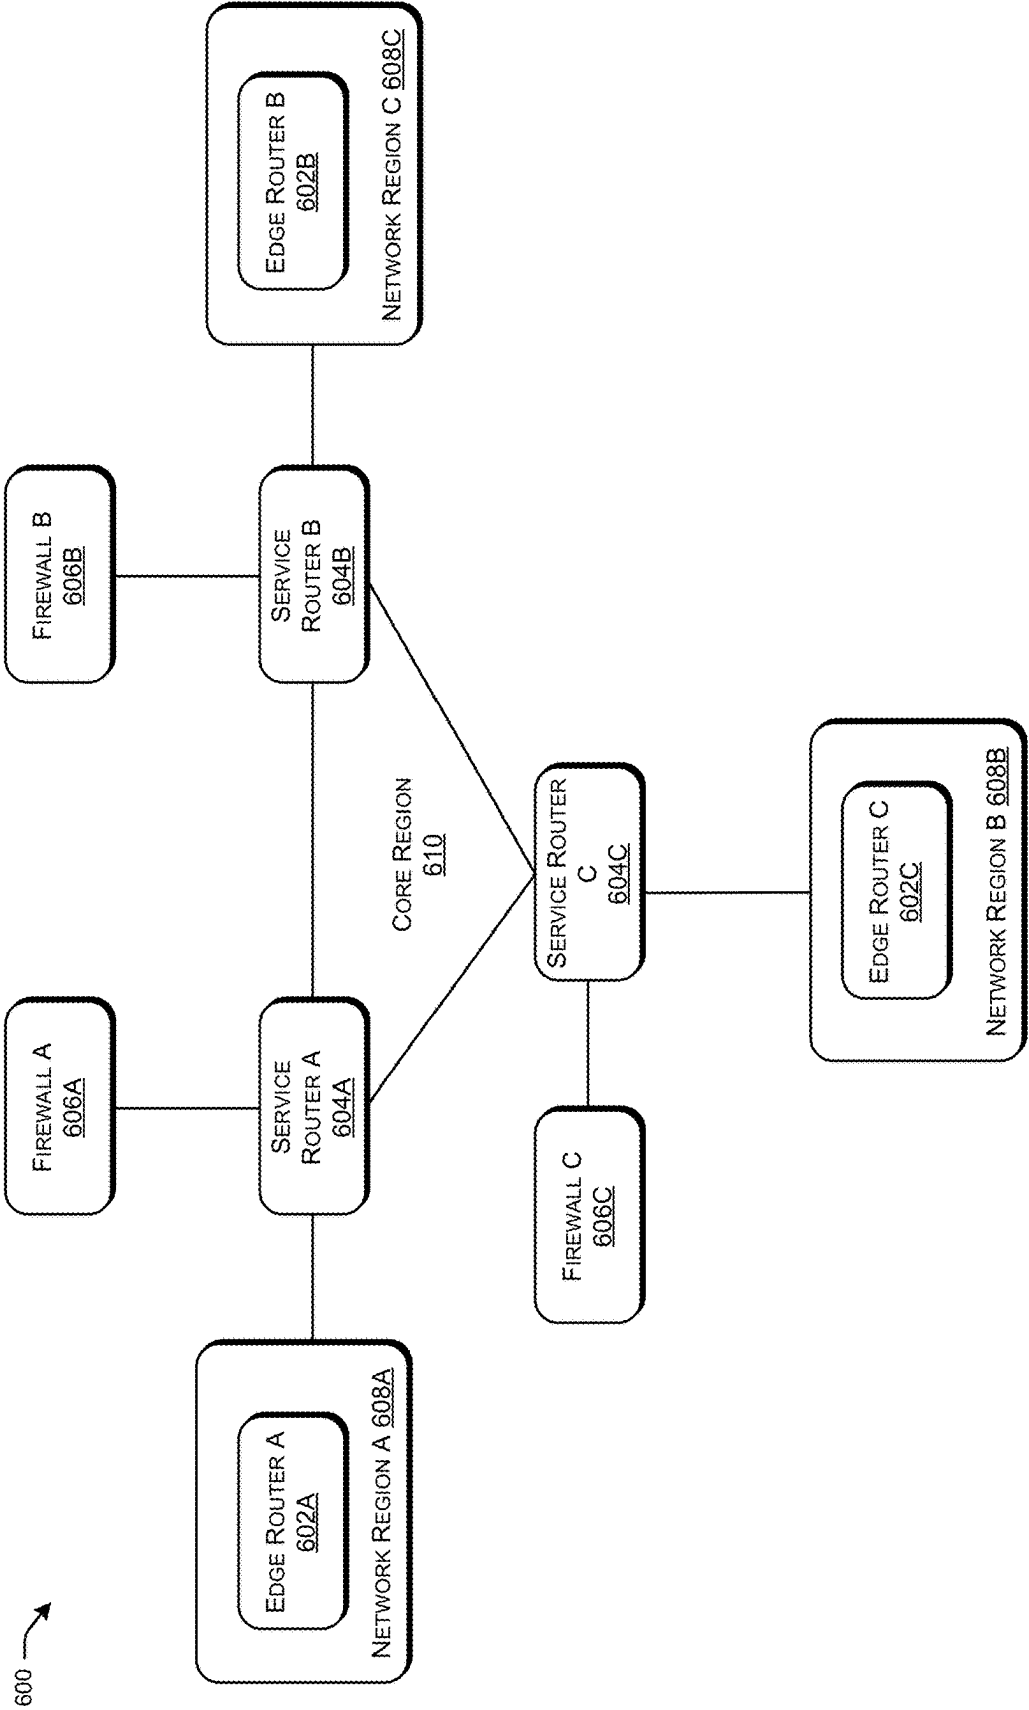 600
FIREWALL A
606A
FIREWALL B
606B
EDGE ROUTER A
602A
NETWORK REGION A 608A
SERVICE
ROUTER A
604A
SERVICE
ROUTER B
604B
EDGE ROUTER B
602B
NETWORK REGION C 608C
CORE REGION
610
FIREWALL C
606C
SERVICE ROUTER
C
604C
EDGE ROUTER C
602C
NETWORK REGION B 608B